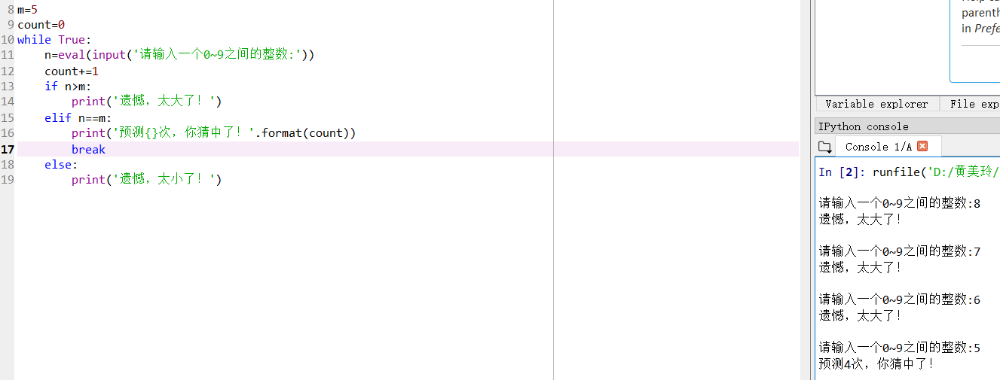 8 m=5
9 count=0
10 while True:
11 n=eval(input('请输入一个0~9之间的整数:'))
12 count+=1
13 if n>m:
14 print('遗憾，太大了！')
15 elif n==m:
16 print('预测{}次，你猜中了！'.format(count))
17 break
18 else:
19 print('遗憾，太小了！')
parenth
in Prefe
Variable explorer File exp
IPython console
Console 1/A
In [2]: runfile('D:/黄美玲/
请输入一个0~9之间的整数:8
遗憾，太大了！
请输入一个0~9之间的整数:7
遗憾，太大了！
请输入一个0~9之间的整数:6
遗憾，太大了！
请输入一个0~9之间的整数:5
预测4次，你猜中了！